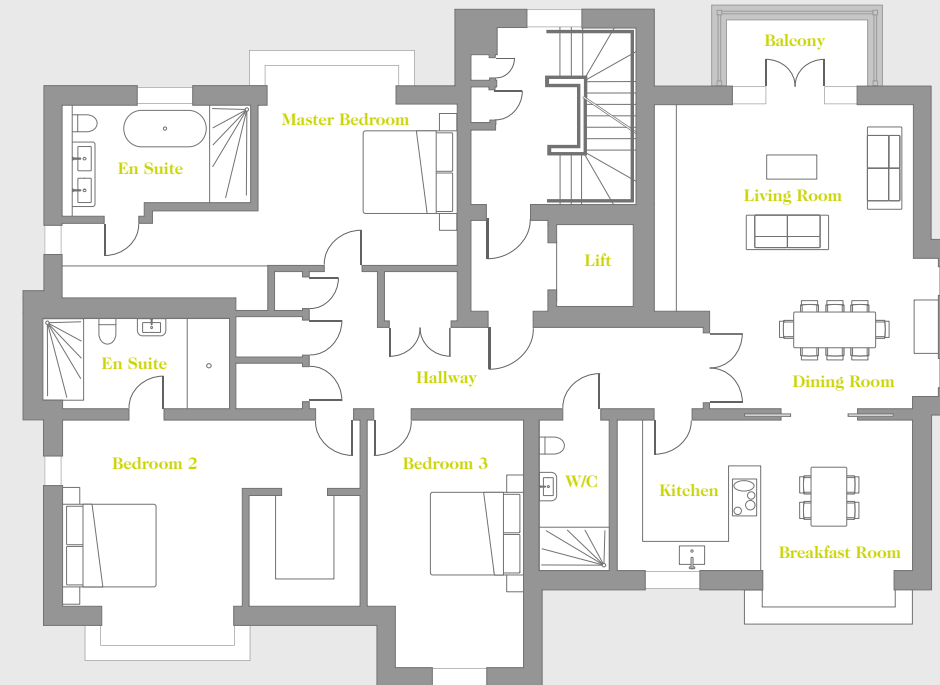 Balcony
Master Bedroom
En Suite
Living Room
Lift
En Suite
Hallway
Dining Room
Bedroom 2
Bedroom 3
W/C
Kitchen
Breakfast Room